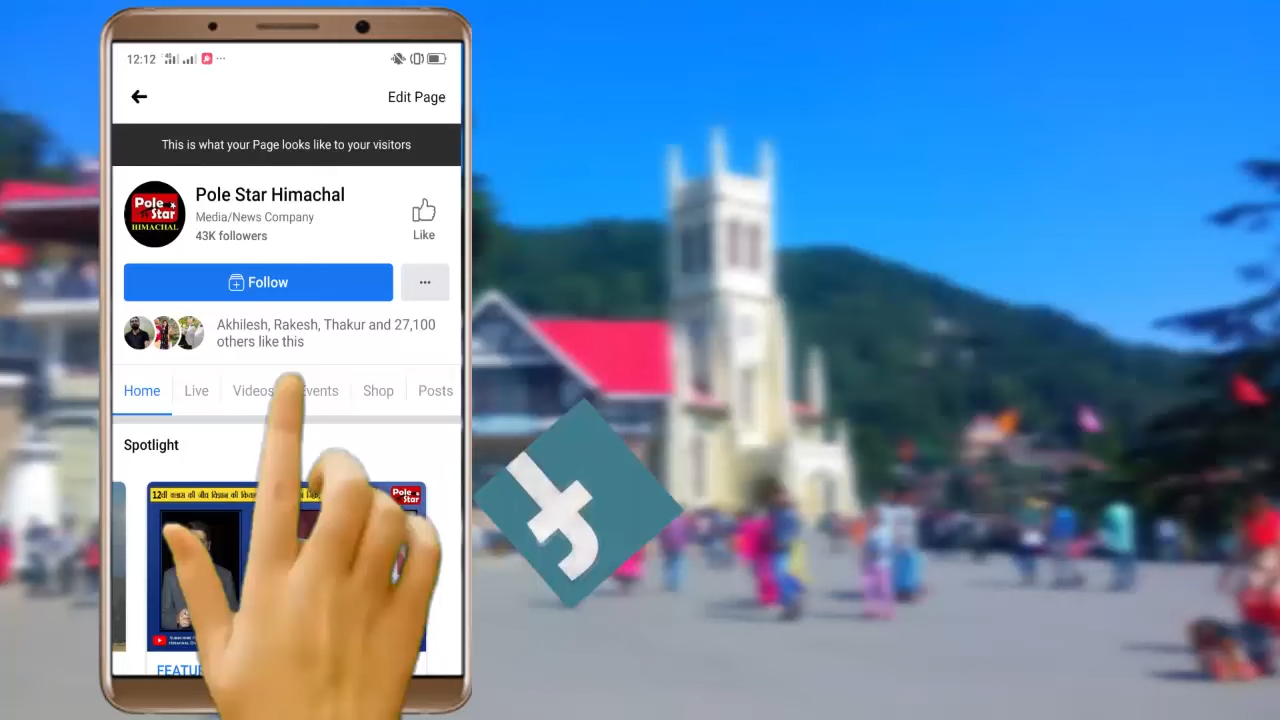 12:12
Edit Page
This is what your Page looks like to your visitors
Pole Star Himachal
Pole
Star
HIMACHAL
Media/News Company
43K followers
Like
Follow
Akhilesh, Rakesh, Thakur and 27,100
others like this
Home Live Videos Events Shop Posts
Spotlight
12वीं क्लास की जीव विज्ञान की
Pole
Star